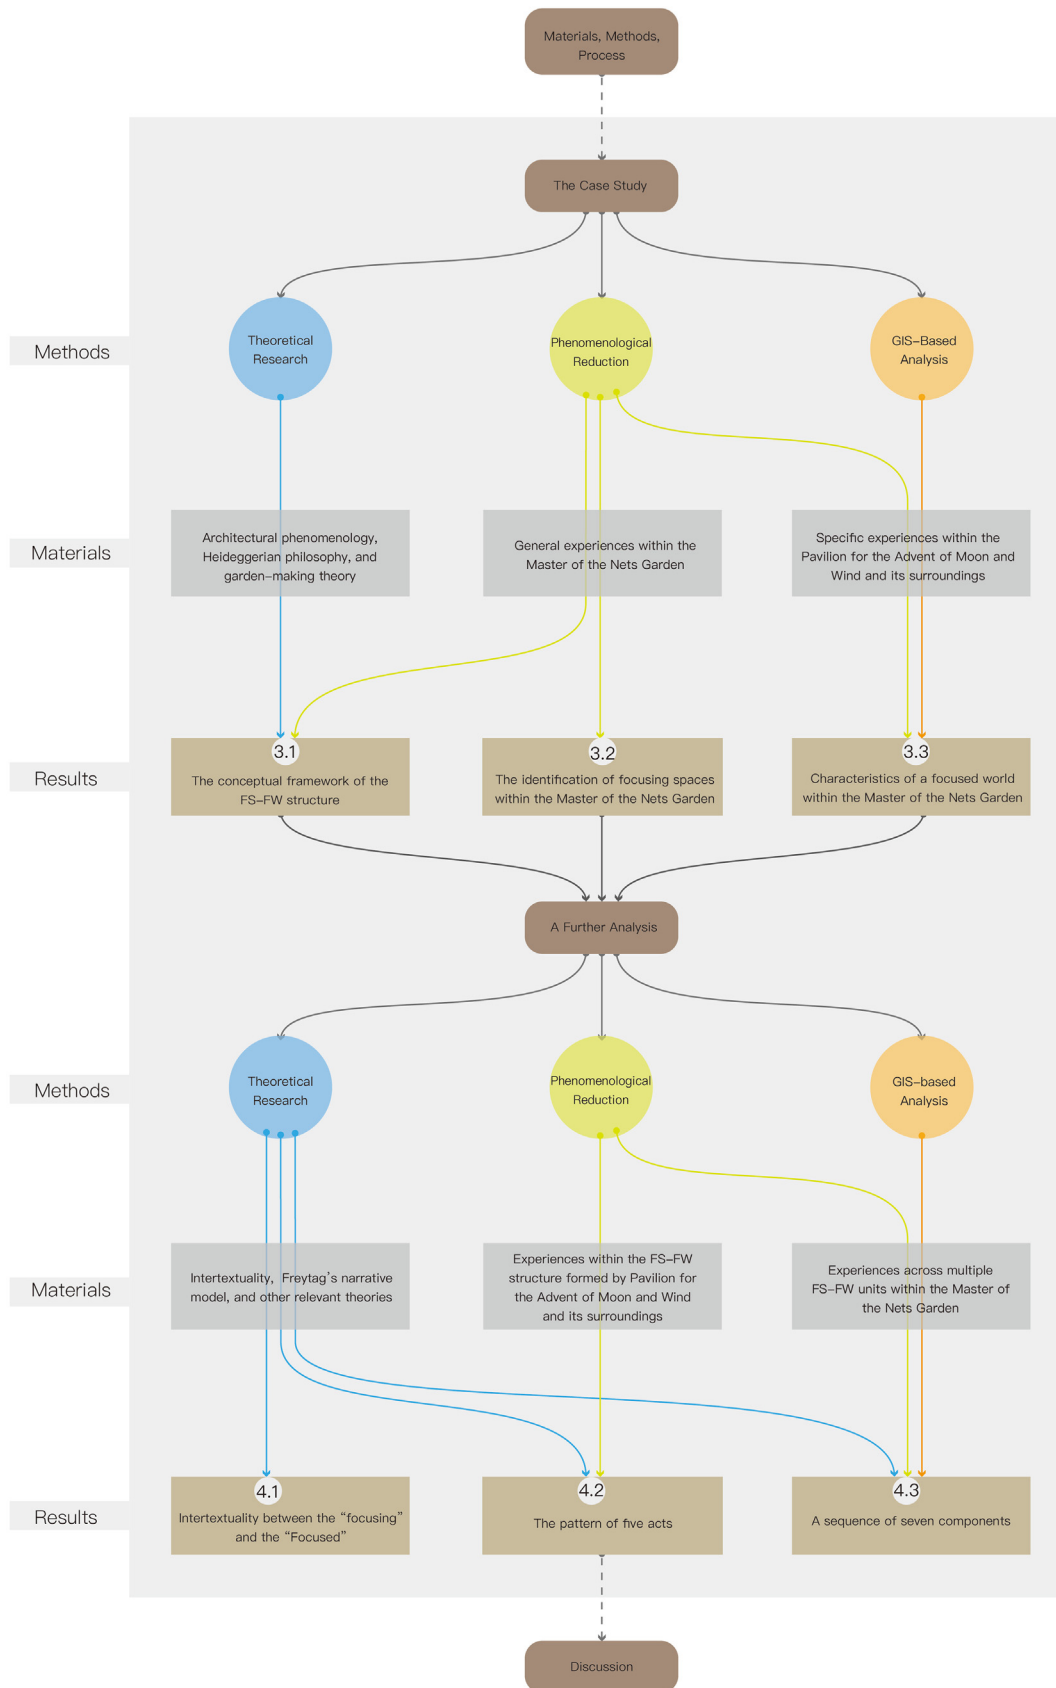 Materials, Methods,
Process
The Case Study
Methods
Theoretical
Research
Phenomenological
Reduction
GIS-Based
Analysis
Materials
Architectural phenomenology,
Heideggerian philosophy, and
garden-making theory
General experiences within the
Master of the Nets Garden
Specific experiences within the
Pavilion for the Advent of Moon and
Wind and its surroundings
Results
3.1
The conceptual framework of the
FS-FW structure
3.2
The identification of focusing spaces
within the Master of the Nets Garden
3.3
Characteristics of a focused world
within the Master of the Nets Garden
A Further Analysis
Methods
Theoretical
Research
Phenomenological
Reduction
GIS-based
Analysis
Materials
Intertextuality, Freytag's narrative
model, and other relevant theories
Experiences within the FS-FW
structure formed by Pavilion for
the Advent of Moon and Wind
and its surroundings
Experiences across multiple
FS-FW units within the Master of
the Nets Garden
Results
4.1
Intertextuality between the “focusing”
and the “Focused”
4.2
The pattern of five acts
4.3
A sequence of seven components
Discussion